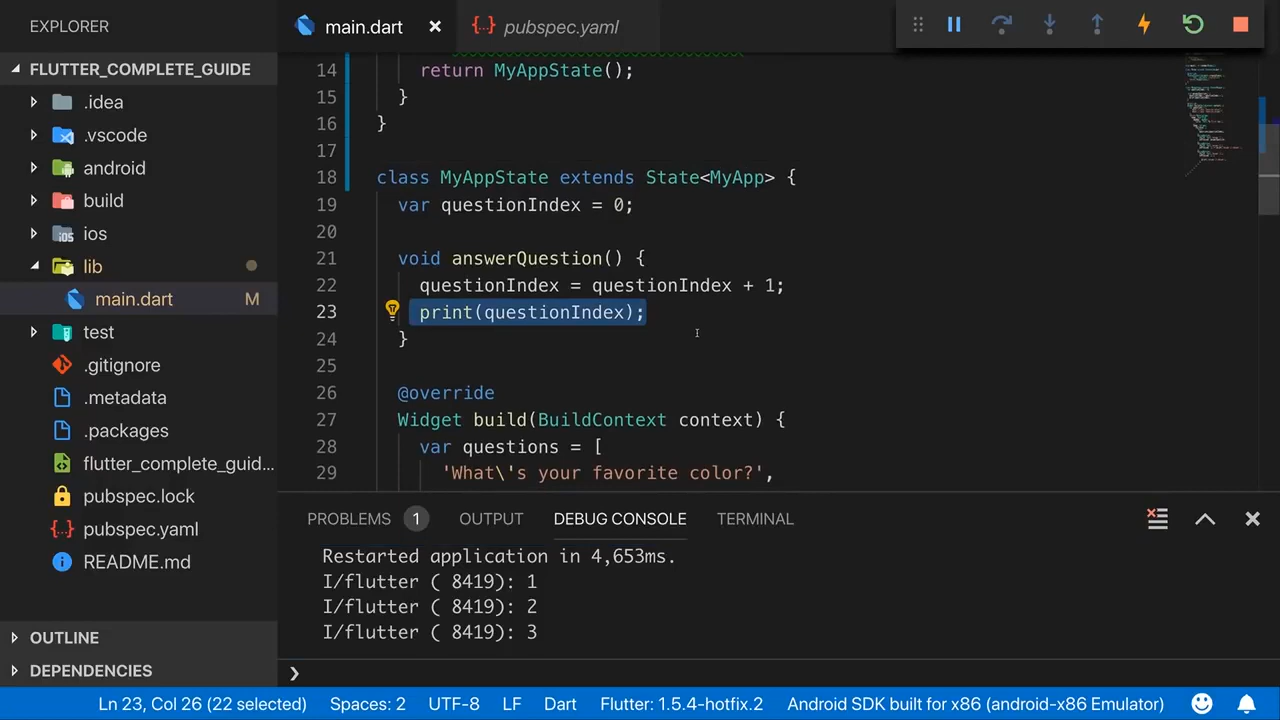 EXPLORER
main.dart
pubspec.yaml
FLUTTER_COMPLETE_GUIDE
.idea
.vscode
android
build
ios
lib
main.dart M
test
.gitignore
.metadata
.packages
flutter_complete_guid...
pubspec.lock
pubspec.yaml
README.md
OUTLINE
DEPENDENCIES
14 return MyAppState();
15 }
16 }
17
18 class MyAppState extends State<MyApp> {
19 var questionIndex = 0;
20
21 void answerQuestion() {
22 questionIndex = questionIndex + 1;
23 print(questionIndex);
24 }
25
26 @override
27 Widget build(BuildContext context) {
28 var questions = [
29 'What\'s your favorite color?',
PROBLEMS 1 OUTPUT DEBUG CONSOLE TERMINAL
Restarted application in 4,653ms.
I/flutter ( 8419): 1
I/flutter ( 8419): 2
I/flutter ( 8419): 3
Ln 23, Col 26 (22 selected) Spaces: 2 UTF-8 LF Dart Flutter: 1.5.4-hotfix.2 Android SDK built for x86 (android-x86 Emulator)